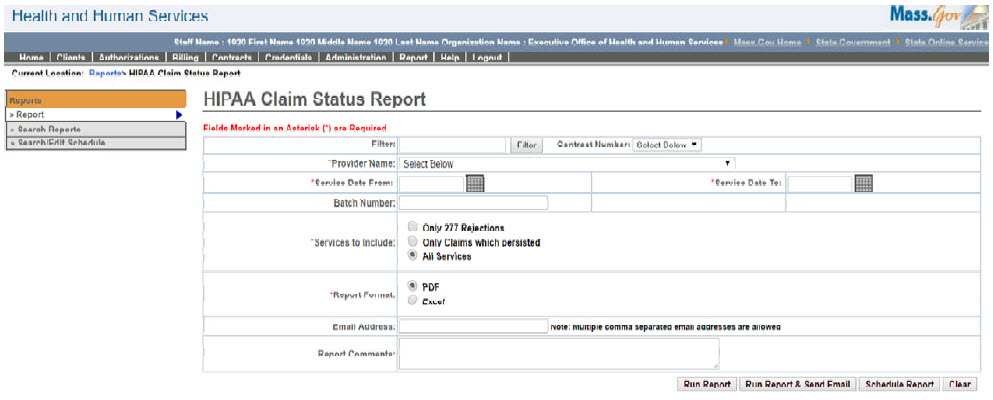 Health and Human Services
Mass.Gov
Staff Name : 1020 First Name 1020 Middle Name 1020 Last Name Organization Name : Executive Office of Health and Human Services Mass.Gov Home State Government State Online Service
Home | Clients | Authorizations | Billing | Contracts | Credentials | Administration | Report | Help | Logout |
Current Location: Reports> HIPAA Claim Status Report
Reports
> Report
> Search Reports
> Search/Edit Schedule
HIPAA Claim Status Report
Fields Marked in an Asterisk (*) are Required
Filter: Filter Contract Number: Select Below
*Provider Name: Select Below
*Service Date From: *Service Date To:
Batch Number:
*Services to Include:
Only 277 Rejections
Only Claims which persisted
All Services
*Report Format:
PDF
Excel
Email Address: Note: multiple comma separated email addresses are allowed
Report Comments:
Run Report Run Report & Send Email Schedule Report Clear